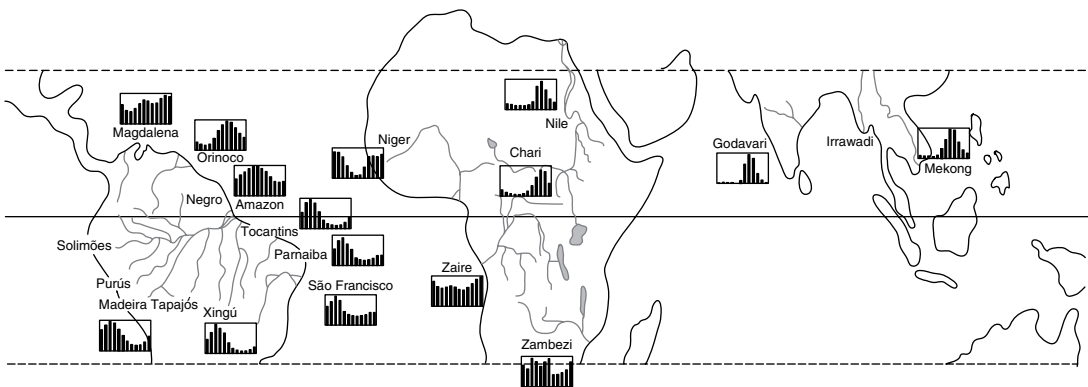 Magdalena
Orinoco
Negro
Amazon
Solimões
Tocantins
Parnaiba
Purús
Madeira Tapajós
Xingú
São Francisco
Niger
Nile
Chari
Zaire
Zambezi
Godavari
Irrawadi
Mekong